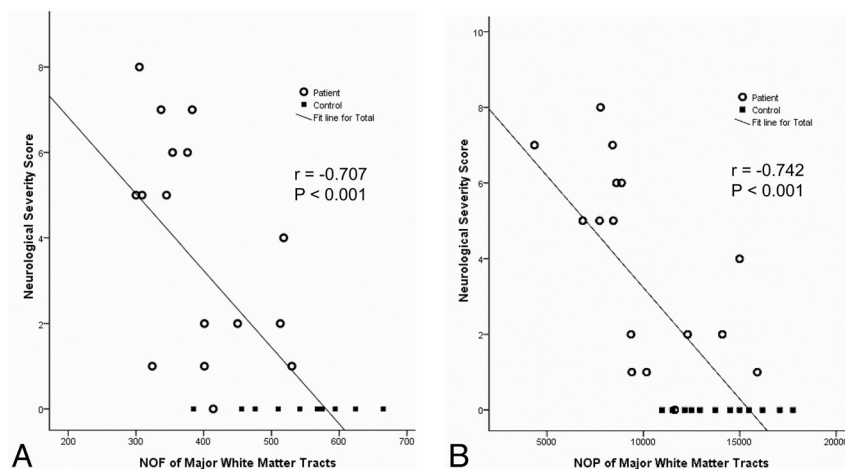 8
6
4
2
0
Neurological Severity Score
Patient
Control
Fit line for Total
r = -0.707
P < 0.001
200
300
400
500
600
700
A
NOF of Major White Matter Tracts
10
8
6
4
2
0
Neurological Severity Score
Patient
Control
Fit line for Total
r = -0.742
P < 0.001
5000
10000
15000
20000
B
NOP of Major White Matter Tracts